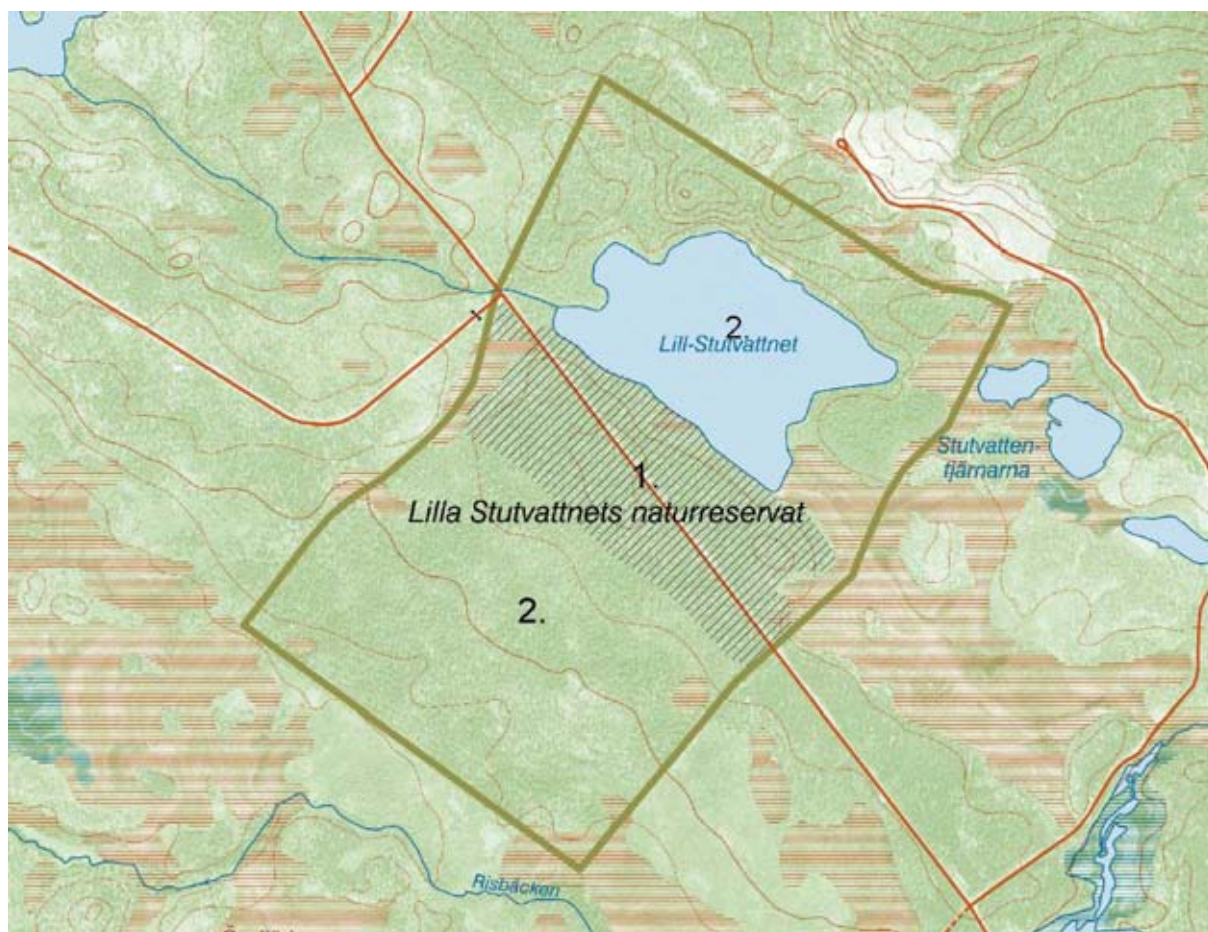 2.
Lill-Stutvattnet
Stutvatten-
tjärnarna
1.
Lilla Stutvattnets naturreservat
2.
Risbäcken